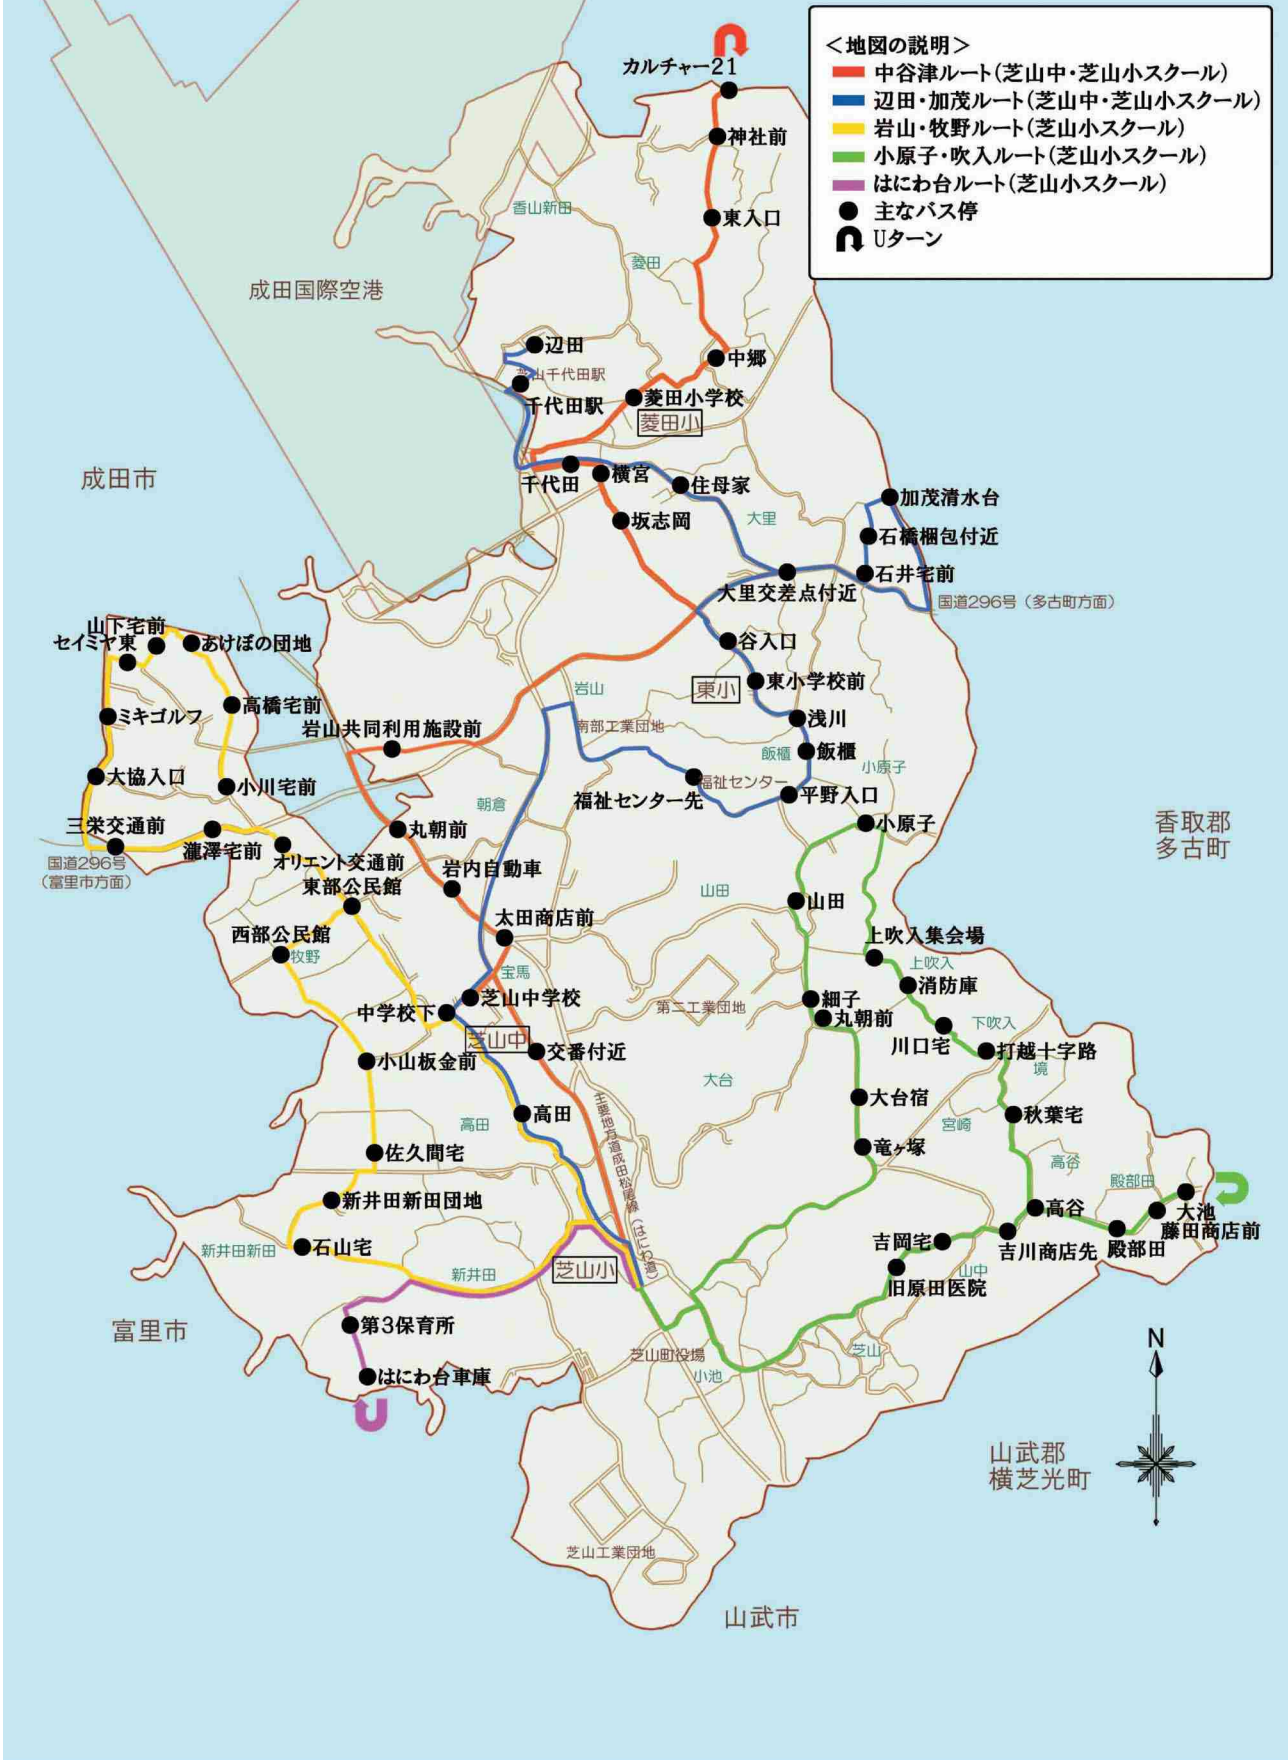 ＜地図の説明＞
中谷津ルート(芝山中・芝山小スクール)
辺田・加茂ルート(芝山中・芝山小スクール)
岩山・牧野ルート(芝山小スクール)
小原子・吹入ルート(芝山小スクール)
はにわ台ルート(芝山小スクール)
主なバス停
Uターン
カルチャー21
神社前
東入口
香山新田
菱田
成田国際空港
辺田
中郷
芝山千代田駅
千代田駅
菱田小学校
菱田小
成田市
千代田
横宮
住母家
加茂清水台
坂志岡
大里
石橋梱包付近
石井宅前
大里交差点付近
国道296号（多古町方面）
山下宅前
セイミヤ東
あけぼの団地
谷入口
東小学校前
東小
岩山
高橋宅前
ミキゴルフ
岩山共同利用施設前
南部工業団地
浅川
飯櫃
飯櫃
小原子
大協入口
小川宅前
福祉センター
福祉センター先
平野入口
朝倉
三栄交通前
瀧澤宅前
丸朝前
小原子
香取郡
多古町
国道296号
（富里市方面）
オリエント交通前
東部公民館
岩内自動車
山田
山田
西部公民館
牧野
太田商店前
上吹入集会場
上吹入
宝馬
消防庫
芝山中学校
中学校下
第二工業団地
細子
丸朝前
下吹入
川口宅
芝山中
交番付近
打越十字路
境
小山板金前
大台
大台宿
高田
高田
主要地方道成田松尾線（はにわ道）
秋葉宅
宮崎
竜ヶ塚
佐久間宅
高谷
殿部田
新井田新田団地
高谷
大池
藤田商店前
新井田新田
石山宅
吉岡宅
吉川商店先
殿部田
新井田
芝山小
山中
旧原田医院
富里市
第3保育所
芝山町役場
芝山
小池
はにわ台車庫
N
山武郡
横芝光町
芝山工業団地
山武市